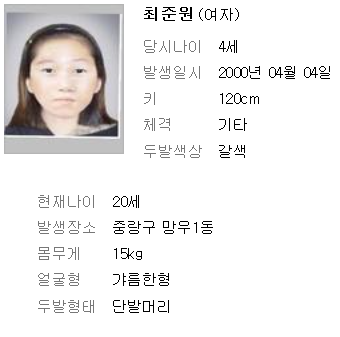 최준원 (여자)
당시나이 4세
발생일시 2000년 04월 04일
키 120cm
체격 기타
두발색상 갈색
현재나이 20세
발생장소 중랑구 망우1동
몸무게 15kg
얼굴형 갸름한형
두발형태 단발머리